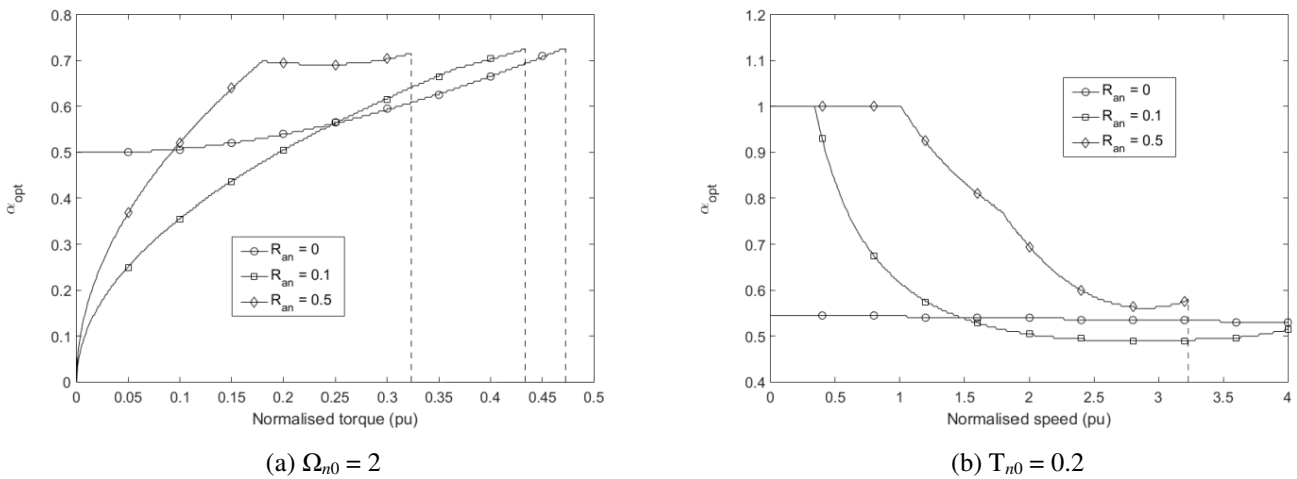 0.8
0.7
0.6
0.5
0.4
0.3
0.2
0.1
0
α_opt
0 0.05 0.1 0.15 0.2 0.25 0.3 0.35 0.4 0.45 0.5
Normalised torque (pu)
R_an = 0
R_an = 0.1
R_an = 0.5
(a) Ω_n0 = 2
1.2
1.1
1
0.9
0.8
0.7
0.6
0.5
0.4
α_opt
0 0.5 1 1.5 2 2.5 3 3.5 4
Normalised speed (pu)
R_an = 0
R_an = 0.1
R_an = 0.5
(b) T_n0 = 0.2